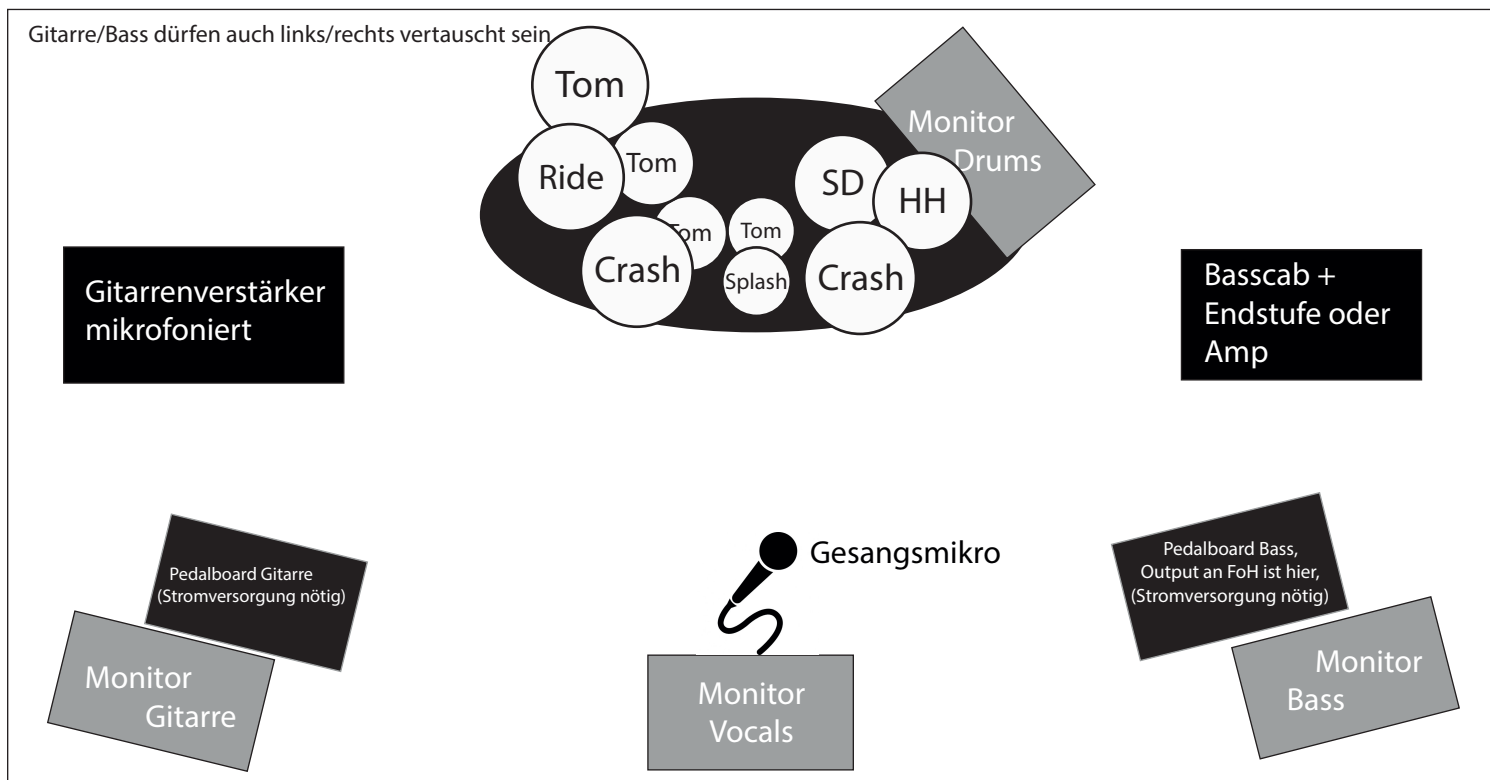 Gitarre/Bass dürfen auch links/rechts vertauscht sein
Tom
Monitor
Drums
Ride
Tom
SD
HH
Tom
Tom
Crash
Splash
Crash
Gitarrenverstärker
mikrofoniert
Basscab +
Endstufe oder
Amp
Pedalboard Gitarre
(Stromversorgung nötig)
Gesangsmikro
Pedalboard Bass,
Output an FoH ist hier,
(Stromversorgung nötig)
Monitor
Gitarre
Monitor
Vocals
Monitor
Bass